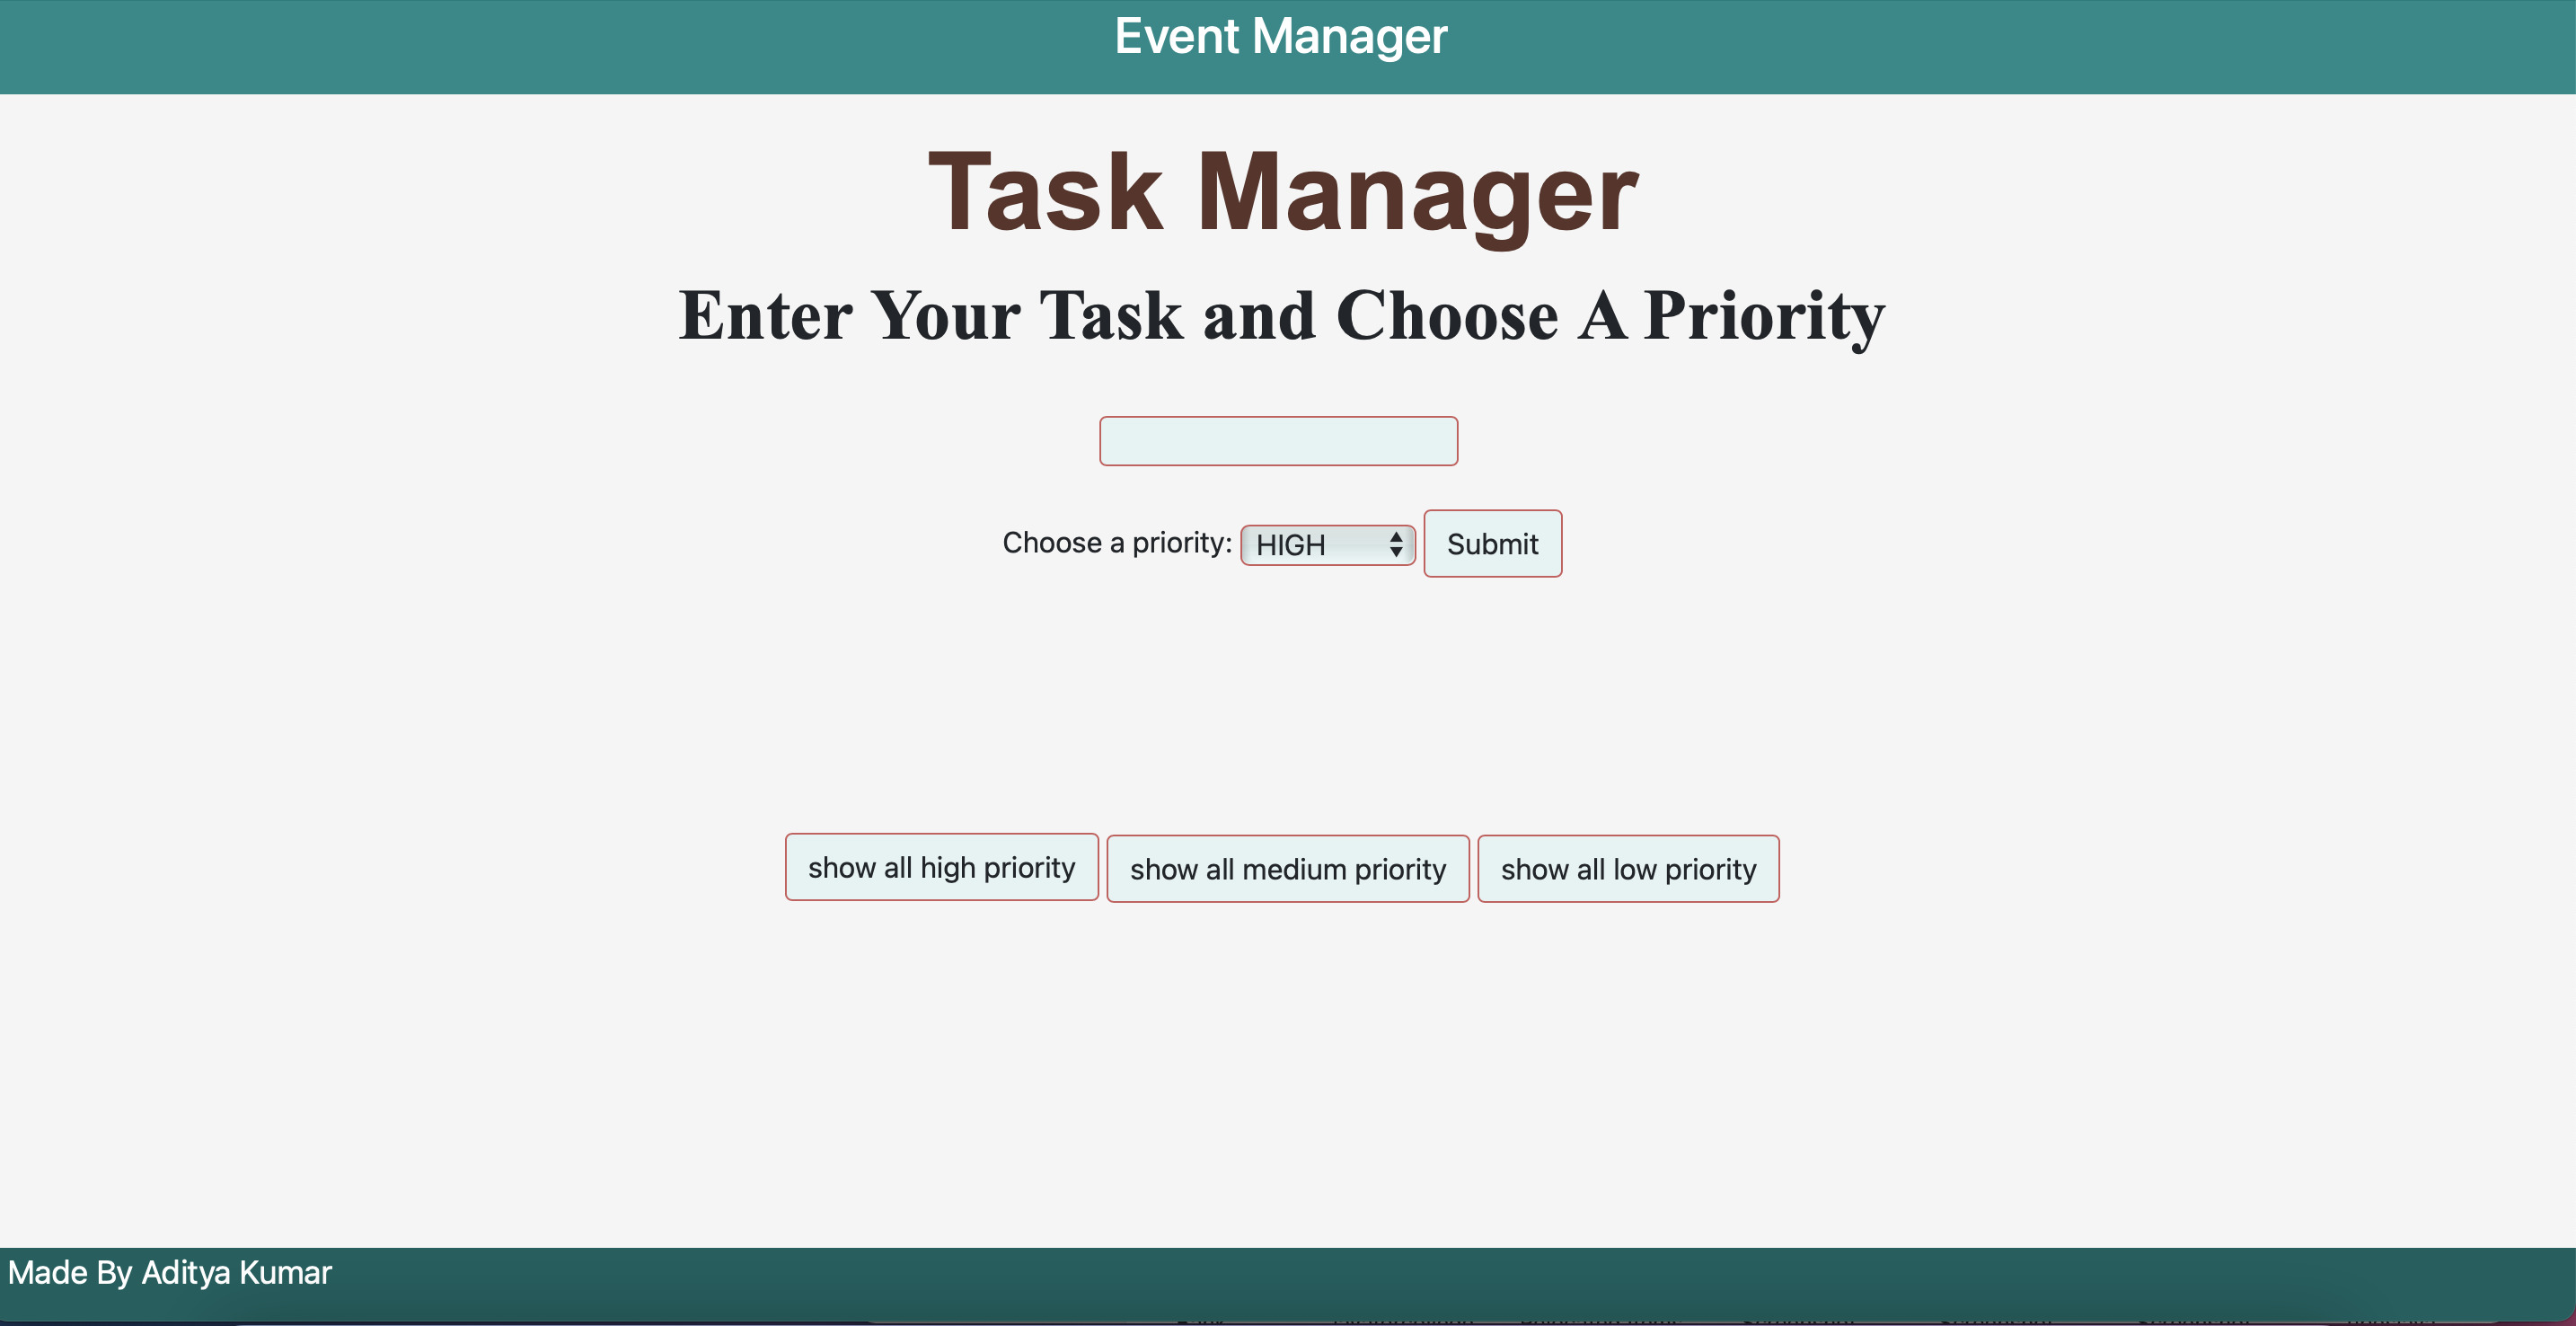 Event Manager
Task Manager
Enter Your Task and Choose A Priority
Choose a priority: HIGH Submit
show all high priority show all medium priority show all low priority
Made By Aditya Kumar